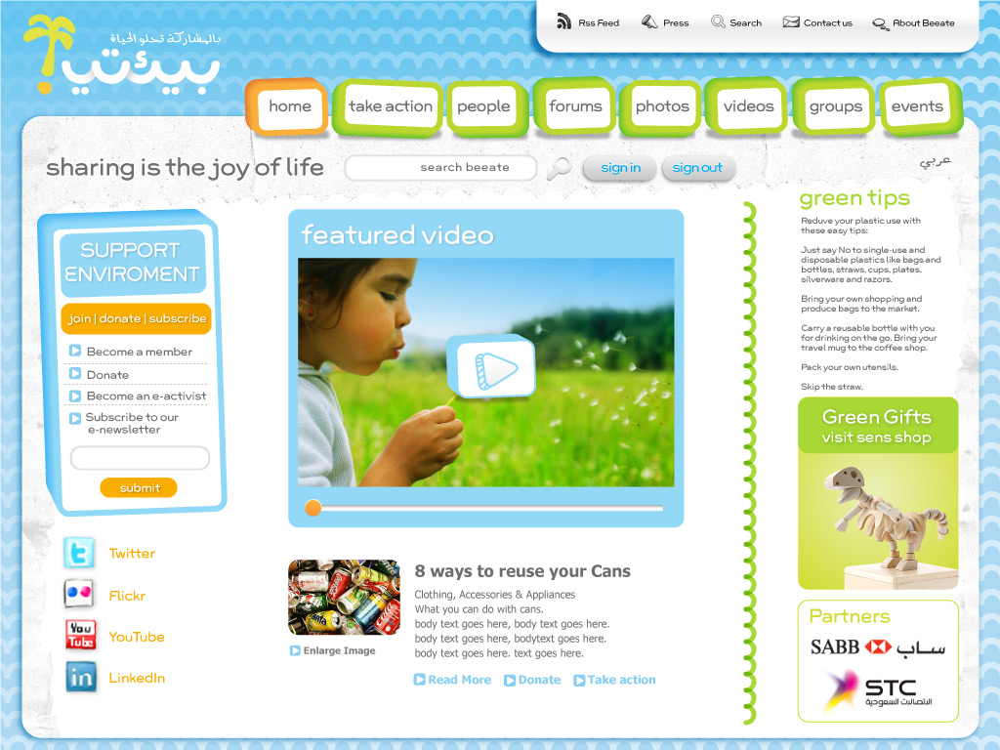 Rss Feed
Press
Search
Contact us
About Beeate
بالمشاركة تحلو الحياة
بيئتي
home
take action
people
forums
photos
videos
groups
events
sharing is the joy of life
search beeate
sign in
sign out
عربي
SUPPORT
ENVIROMENT
join | donate | subscribe
Become a member
Donate
Become an e-activist
Subscribe to our
e-newsletter
submit
Twitter
Flickr
You
Tube
YouTube
in
LinkedIn
featured video
8 ways to reuse your Cans
Clothing, Accessories & Appliances
What you can do with cans.
body text goes here, body text goes here.
body text goes here, bodytext goes here.
body text goes here. text goes here.
Enlarge Image
Read More
Donate
Take action
green tips
Reduve your plastic use with
these easy tips:
Just say No to single-use and
disposable plastics like bags and
bottles, straws, cups, plates,
silverware and razors.
Bring your own shopping and
produce bags to the market.
Carry a reusable bottle with you
for drinking on the go. Bring your
travel mug to the coffee shop.
Pack your own utensils.
Skip the straw.
Green Gifts
visit sens shop
Partners
SABB ساب
STC
الاتصالات السعودية